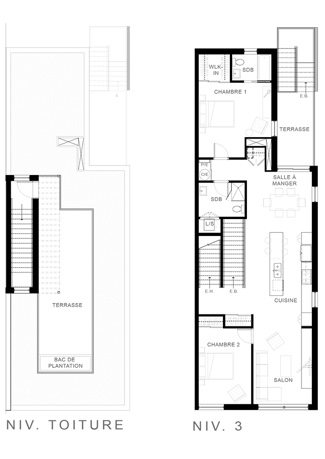 WLK-
IN
SDB
CHAMBRE 1
E.B.
TERRASSE
SALLE À
MANGER
SDB
L/S
E.H.
E.B.
CUISINE
CHAMBRE 2
SALON
TERRASSE
BAC DE
PLANTATION
NIV. TOITURE
NIV. 3